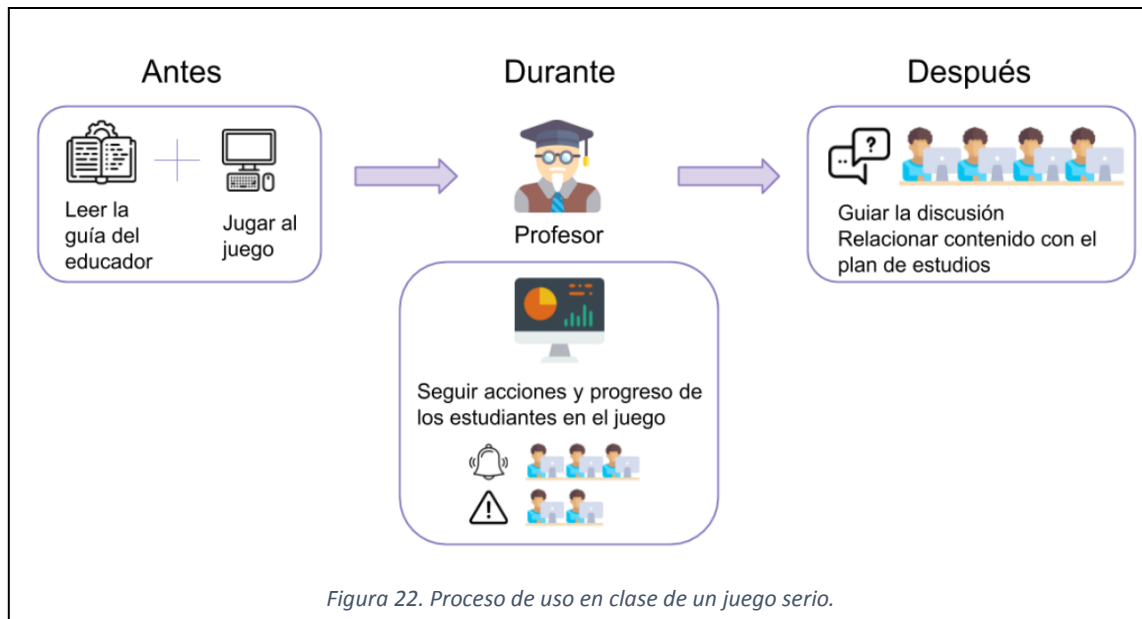 Antes
Durante
Después
Leer la
guía del
educador
Jugar al
juego
Profesor
Seguir acciones y progreso de
los estudiantes en el juego
Guiar la discusión
Relacionar contenido con el
plan de estudios
Figura 22. Proceso de uso en clase de un juego serio.